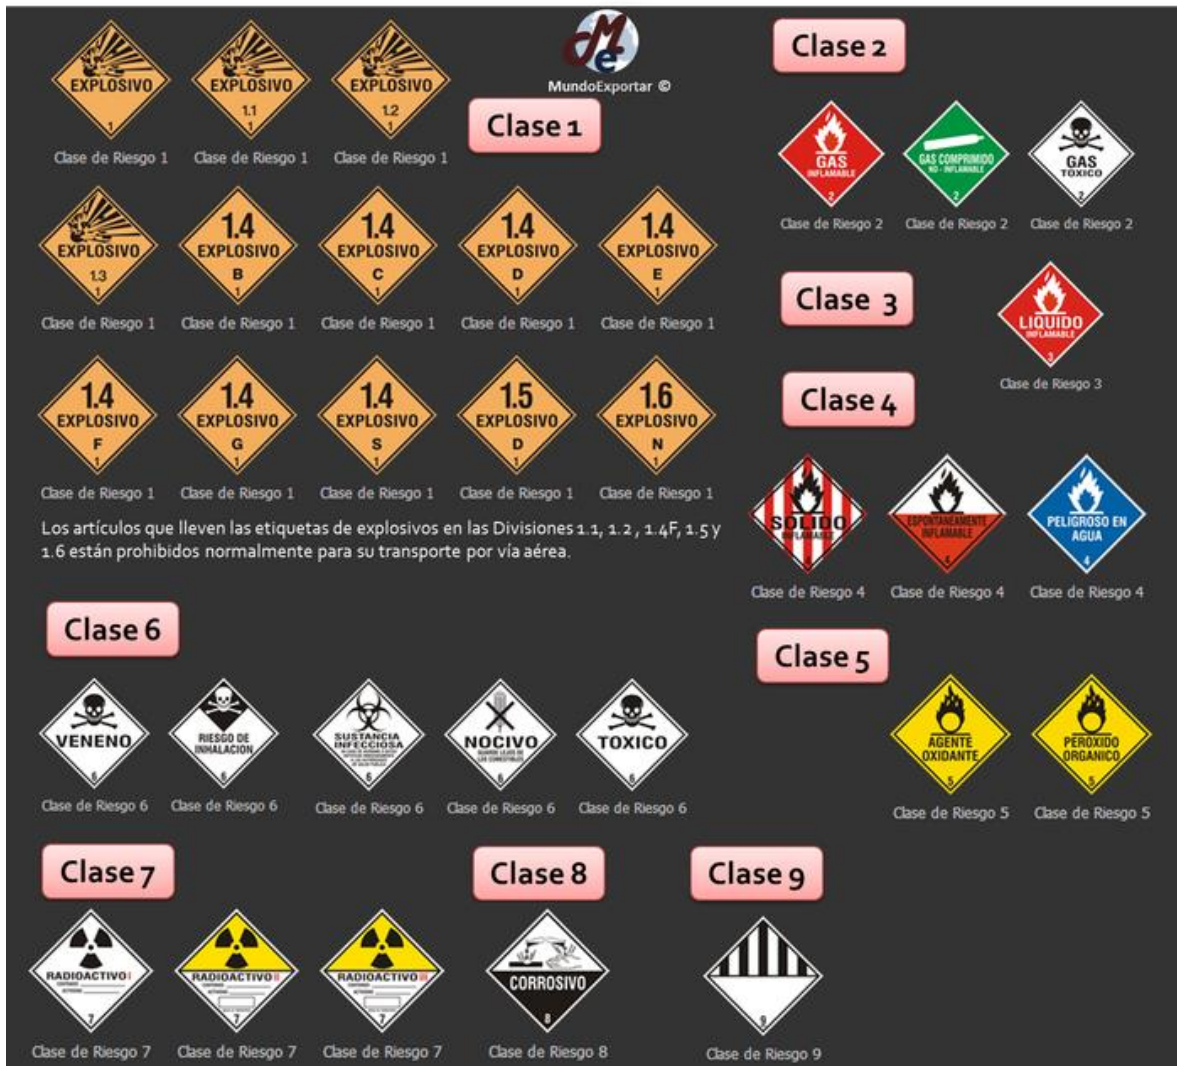 EXPLOSIVO
1
Clase de Riesgo 1
EXPLOSIVO
1.1
1
Clase de Riesgo 1
EXPLOSIVO
1.2
1
Clase de Riesgo 1
Me
MundoExportar ©
Clase 1
EXPLOSIVO
1.3
1
Clase de Riesgo 1
1.4
EXPLOSIVO
B
1
Clase de Riesgo 1
1.4
EXPLOSIVO
C
1
Clase de Riesgo 1
1.4
EXPLOSIVO
D
1
Clase de Riesgo 1
1.4
EXPLOSIVO
E
1
Clase de Riesgo 1
1.4
EXPLOSIVO
F
1
Clase de Riesgo 1
1.4
EXPLOSIVO
G
1
Clase de Riesgo 1
1.4
EXPLOSIVO
S
1
Clase de Riesgo 1
1.5
EXPLOSIVO
D
1
Clase de Riesgo 1
1.6
EXPLOSIVO
N
1
Clase de Riesgo 1
Los artículos que lleven las etiquetas de explosivos en las Divisiones 1.1, 1.2 , 1.4F, 1.5 y
1.6 están prohibidos normalmente para su transporte por vía aérea.
Clase 2
GAS
INFLAMABLE
2
Clase de Riesgo 2
GAS COMPRIMIDO
NO - INFLAMABLE
2
Clase de Riesgo 2
GAS
TOXICO
2
Clase de Riesgo 2
Clase 3
LIQUIDO
INFLAMABLE
3
Clase de Riesgo 3
Clase 4
SOLIDO
INFLAMABLE
Clase de Riesgo 4
ESPONTANEAMENTE
INFLAMABLE
4
Clase de Riesgo 4
PELIGROSO EN
AGUA
4
Clase de Riesgo 4
Clase 5
AGENTE
OXIDANTE
5
Clase de Riesgo 5
PEROXIDO
ORGANICO
5
Clase de Riesgo 5
Clase 6
VENENO
6
Clase de Riesgo 6
RIESGO DE
INHALACION
6
Clase de Riesgo 6
SUSTANCIA
INFECCIOSA
6
Clase de Riesgo 6
NOCIVO
GUARDE LEJOS DE
LOS COMESTIBLES
6
Clase de Riesgo 6
TOXICO
6
Clase de Riesgo 6
Clase 7
RADIOACTIVO I
CONTENIDO
ACTIVIDAD
7
Clase de Riesgo 7
RADIOACTIVO II
CONTENIDO
ACTIVIDAD
7
Clase de Riesgo 7
RADIOACTIVO III
CONTENIDO
ACTIVIDAD
7
Clase de Riesgo 7
Clase 8
CORROSIVO
8
Clase de Riesgo 8
Clase 9
9
Clase de Riesgo 9